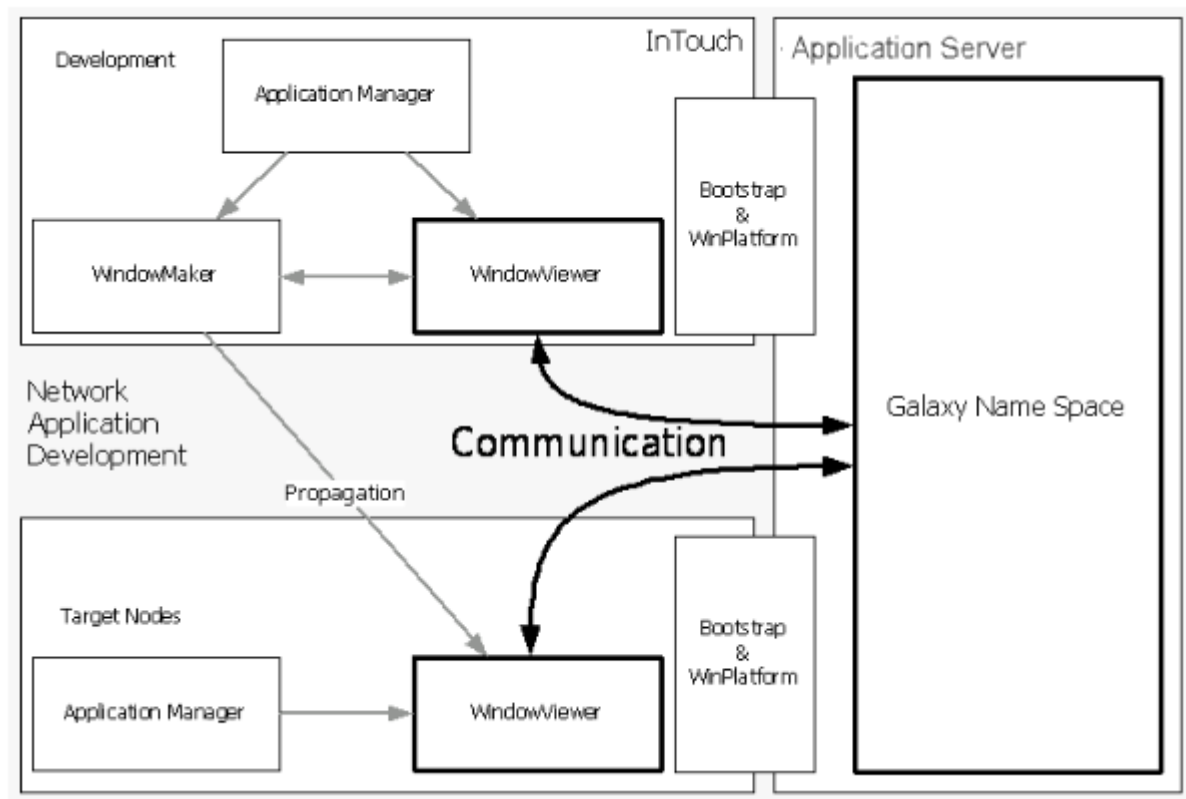 InTouch
Application Server
Development
Application Manager
Bootstrap
&
WinPlatform
WindowMaker
WindowViewer
Network
Application
Development
Communication
Galaxy Name Space
Propagation
Target Nodes
Bootstrap
&
WinPlatform
Application Manager
WindowViewer